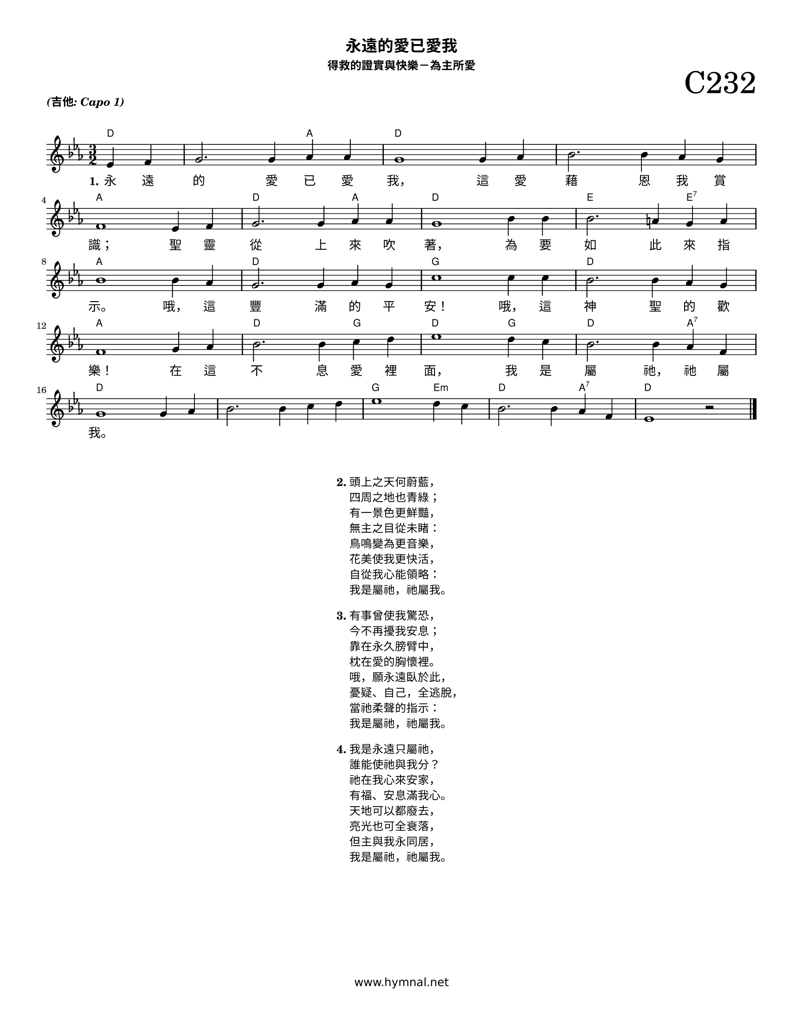 永遠的愛已愛我
得救的證實與快樂－為主所愛
C232
(吉他: Capo 1)
D A D
1. 永 遠 的 愛 已 愛 我， 這 愛 藉 恩 我 賞
4 A D A D E E7
識； 聖 靈 從 上 來 吹 著， 為 要 如 此 來 指
8 A D G D
示。 哦， 這 豐 滿 的 平 安！ 哦， 這 神 聖 的 歡
12 A D G D G D A7
樂！ 在 這 不 息 愛 裡 面， 我 是 屬 祂， 祂 屬
16 D G Em D A7 D
我。
2. 頭上之天何蔚藍，
四周之地也青綠；
有一景色更鮮豔，
無主之目從未睹：
鳥鳴變為更音樂，
花美使我更快活，
自從我心能領略：
我是屬祂，祂屬我。
3. 有事曾使我驚恐，
今不再擾我安息；
靠在永久膀臂中，
枕在愛的胸懷裡。
哦，願永遠臥於此，
憂疑、自己，全逃脫，
當祂柔聲的指示：
我是屬祂，祂屬我。
4. 我是永遠只屬祂，
誰能使祂與我分？
祂在我心來安家，
有福、安息滿我心。
天地可以都廢去，
亮光也可全衰落，
但主與我永同居，
我是屬祂，祂屬我。
www.hymnal.net